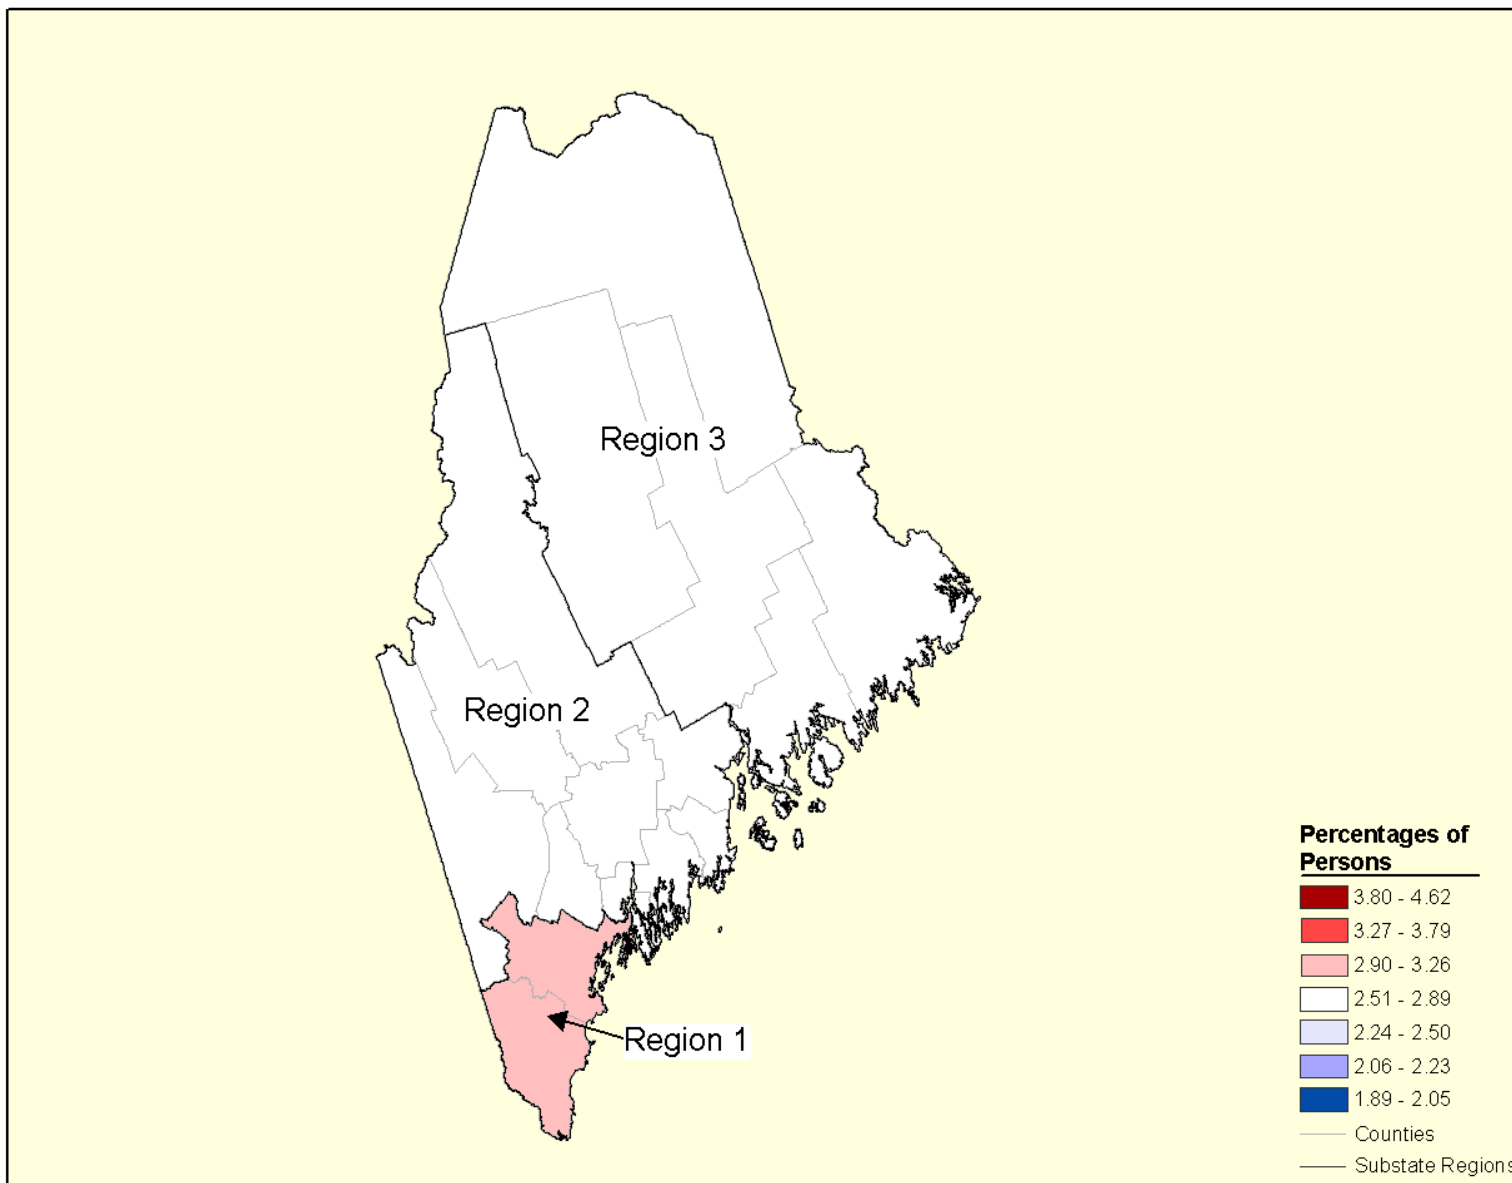 Region 3
Region 2
Region 1
Percentages of
Persons
3.80 - 4.62
3.27 - 3.79
2.90 - 3.26
2.51 - 2.89
2.24 - 2.50
2.06 - 2.23
1.89 - 2.05
Counties
Substate Regions